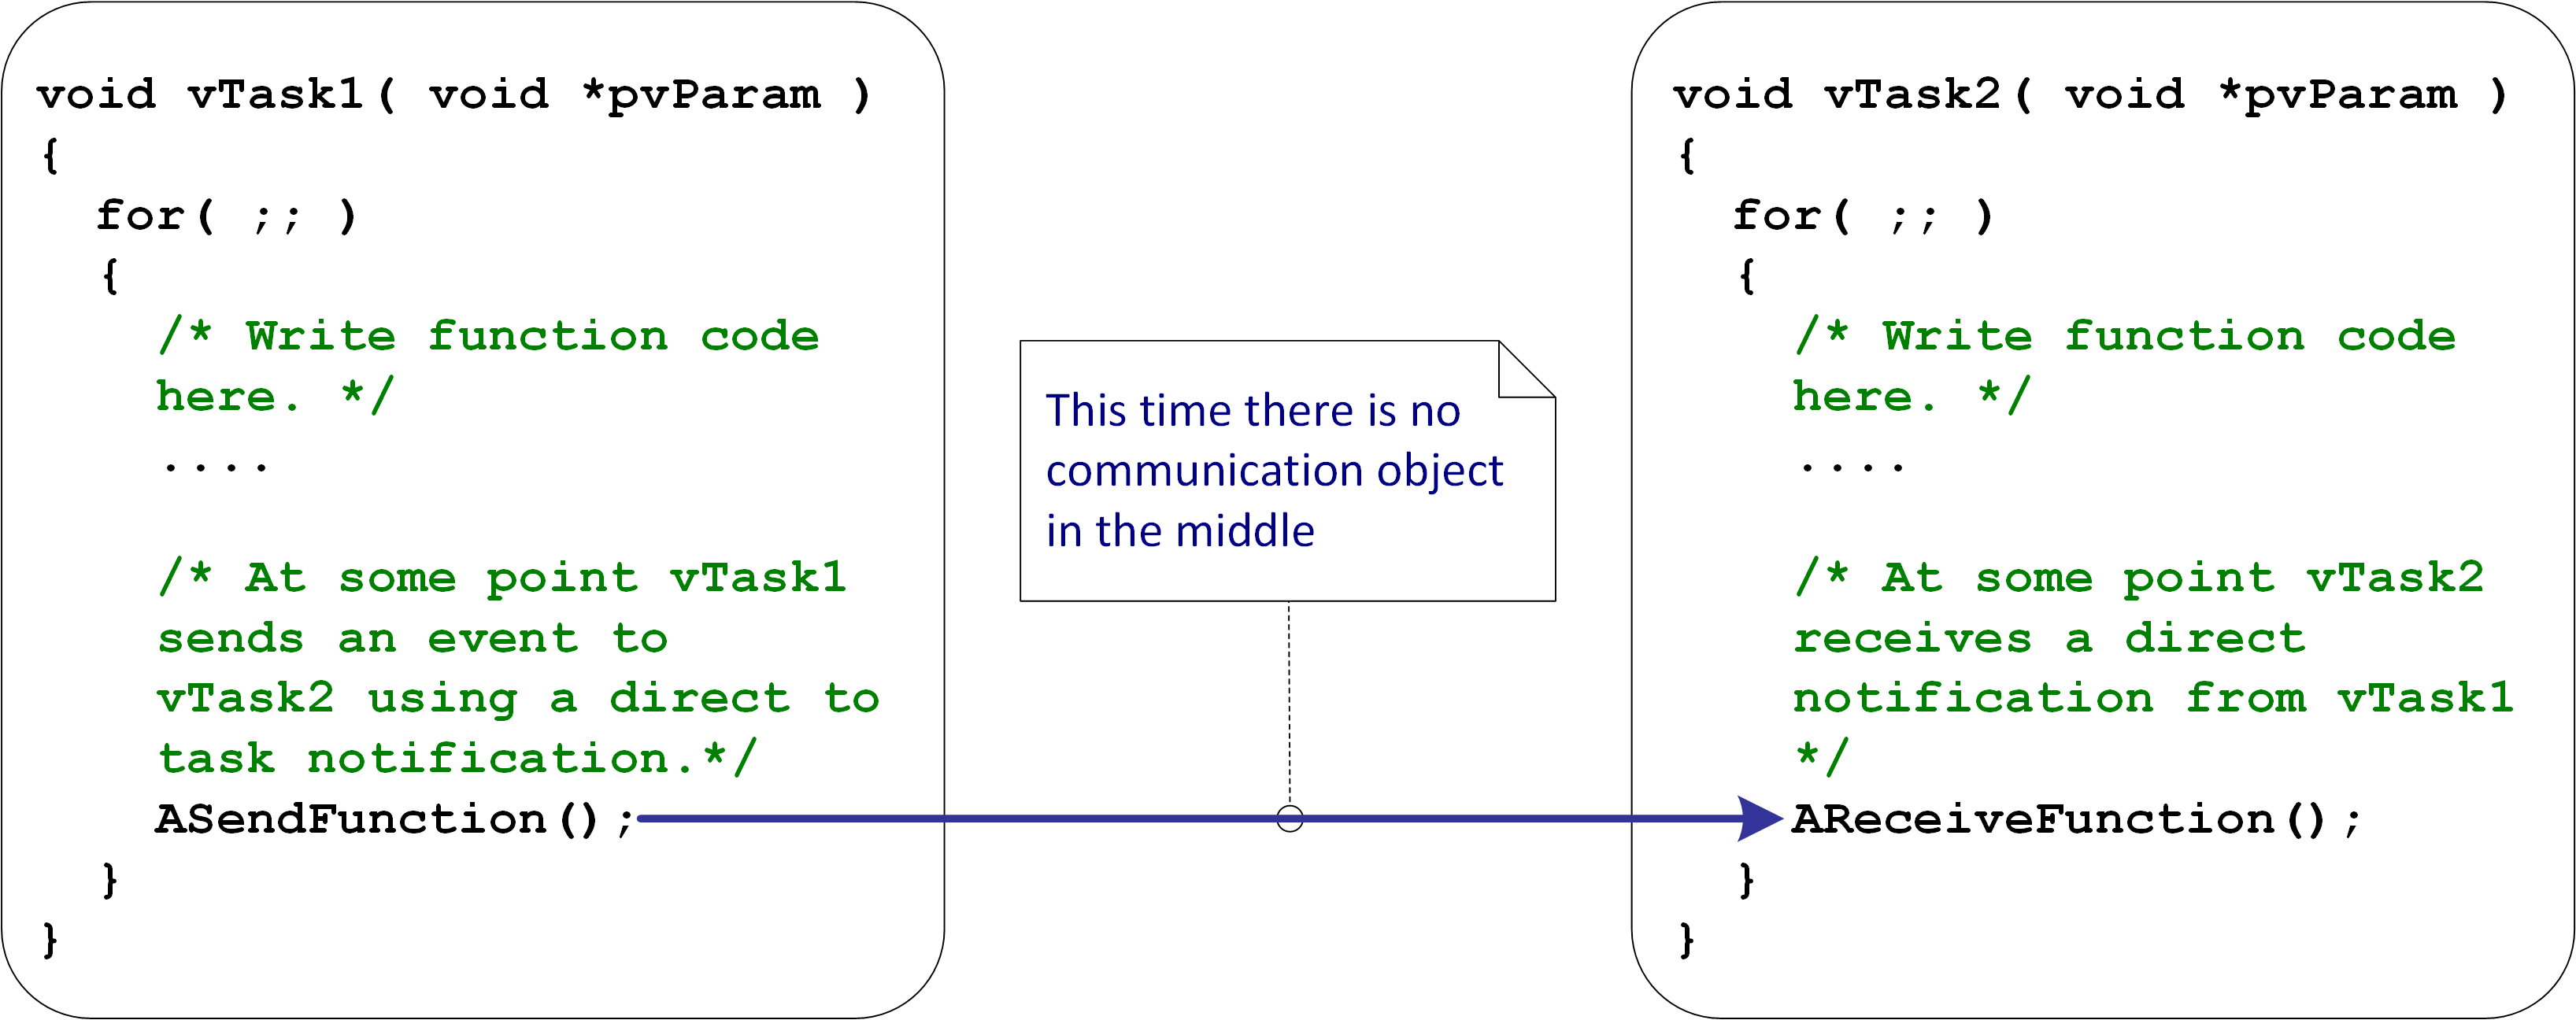 void vTask1( void *pvParam )
{
for( ;; )
{
/* Write function code
here. */
....
/* At some point vTask1
sends an event to
vTask2 using a direct to
task notification.*/
ASendFunction();
}
}
This time there is no
communication object
in the middle
void vTask2( void *pvParam )
{
for( ;; )
{
/* Write function code
here. */
....
/* At some point vTask2
receives a direct
notification from vTask1
*/
AReceiveFunction();
}
}